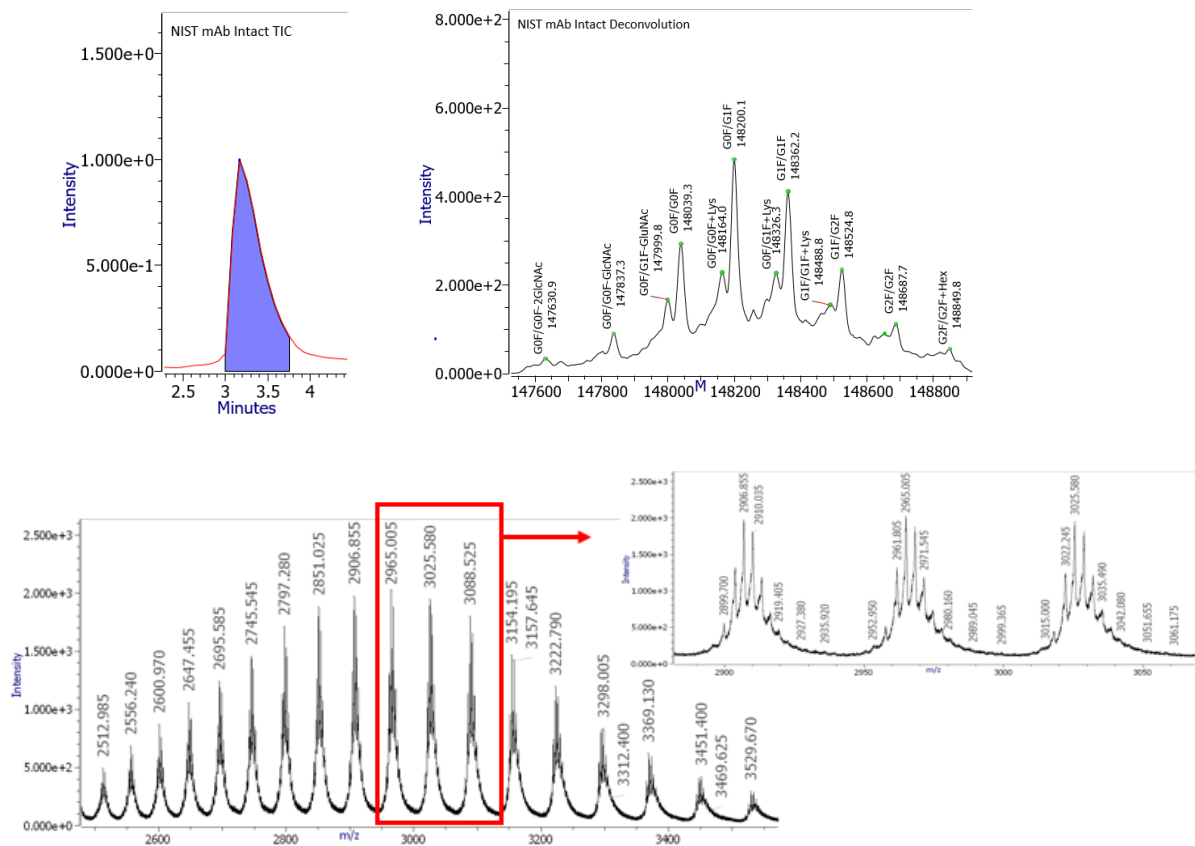 NIST mAb Intact TIC
1.500e+0
1.000e+0
5.000e-1
0.000e+0
Intensity
2.5 3 3.5 4
Minutes
NIST mAb Intact Deconvolution
8.000e+2
6.000e+2
4.000e+2
2.000e+2
0.000e+0
Intensity
G0F/G0F-2GlcNAc
147630.9
G0F/G0F-GlcNAc
147837.3
G0F/G1F-GluNAc
147999.8
G0F/G0F
148039.3
G0F/G0F+Lys
148164.0
G0F/G1F
148200.1
G0F/G1F+Lys
148326.3
G1F/G1F
148362.2
G1F/G1F+Lys
148488.8
G1F/G2F
148524.8
G2F/G2F
148687.7
G2F/G2F+Hex
148849.8
147600 147800 148000 148200 148400 148600 148800
M
2.500e+3
2.000e+3
1.500e+3
1.000e+3
5.000e+2
0.000e+0
Intensity
2512.985
2556.240
2600.970
2647.455
2695.585
2745.545
2797.280
2851.025
2906.855
2965.005
3025.580
3088.525
3154.195
3157.645
3222.790
3298.005
3312.400
3369.130
3451.400
3469.625
3529.670
2600 2800 3000 3200 3400
m/z
2.500e+3
2.000e+3
1.500e+3
1.000e+3
5.000e+2
0.000e+0
Intensity
2899.700
2906.855
2910.035
2919.405
2927.380
2935.920
2952.950
2961.805
2965.005
2971.545
2980.160
2989.045
2999.365
3015.000
3022.245
3025.580
3035.490
3042.080
3051.655
3061.175
2900 2950 3000 3050
m/z